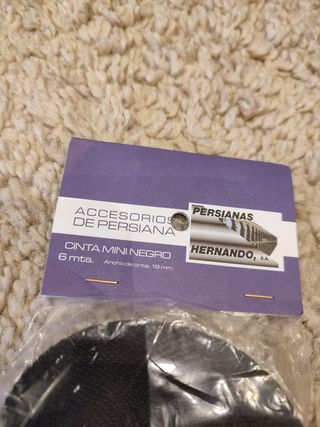 ACCESORIOS
DE PERSIANA
CINTA MINI NEGRO
6 mts. Ancho de cinta: 18 mm.
PERSIANAS
HERNANDO, S.A.